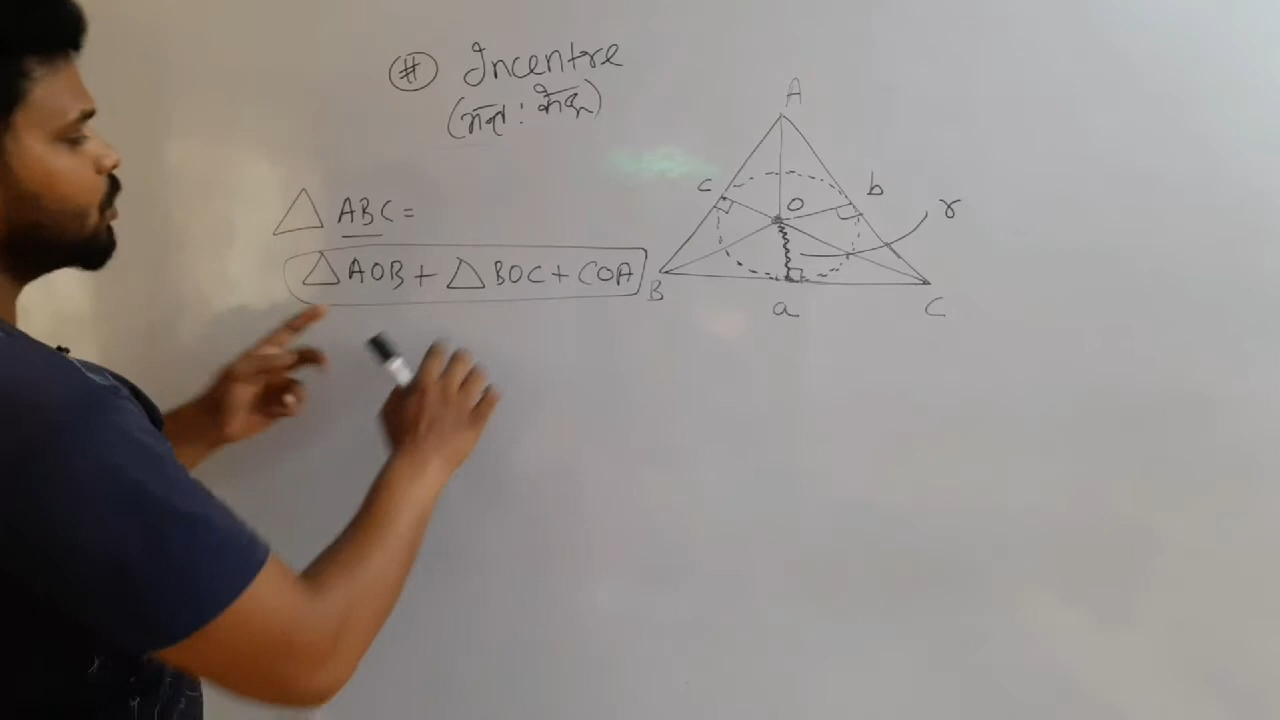 # Incentre
(अन्तः केन्द्र)
△ ABC =
△ AOB + △ BOC + COA
A
c
b
O
r
B
a
C